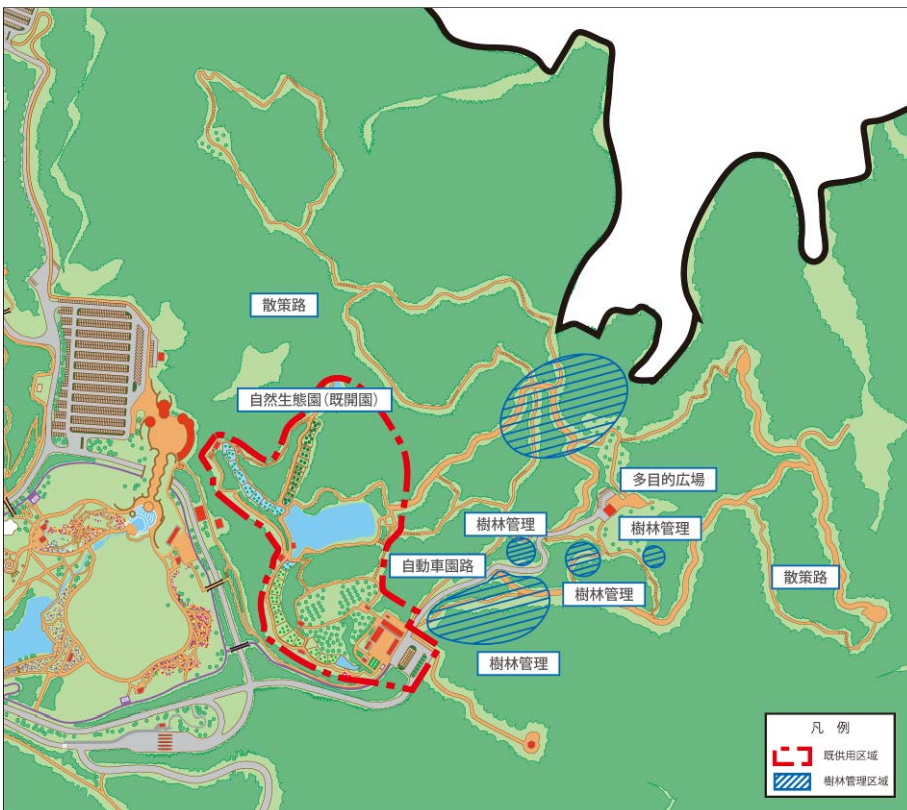 散策路
自然生態園(既開園)
多目的広場
樹林管理
樹林管理
自動車園路
散策路
樹林管理
樹林管理
凡 例
既供用区域
樹林管理区域